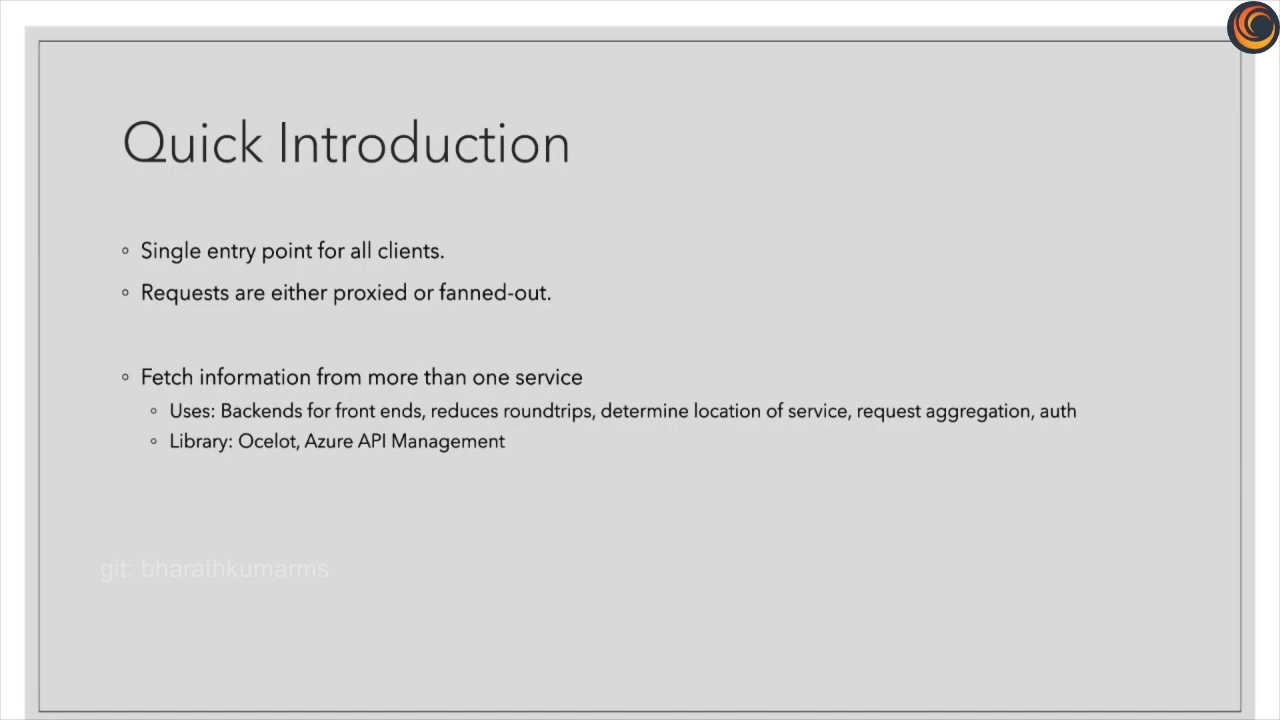 Quick Introduction
Single entry point for all clients.
Requests are either proxied or fanned-out.
Fetch information from more than one service
Uses: Backends for front ends, reduces roundtrips, determine location of service, request aggregation, auth
Library: Ocelot, Azure API Management
git: bharathkumarms